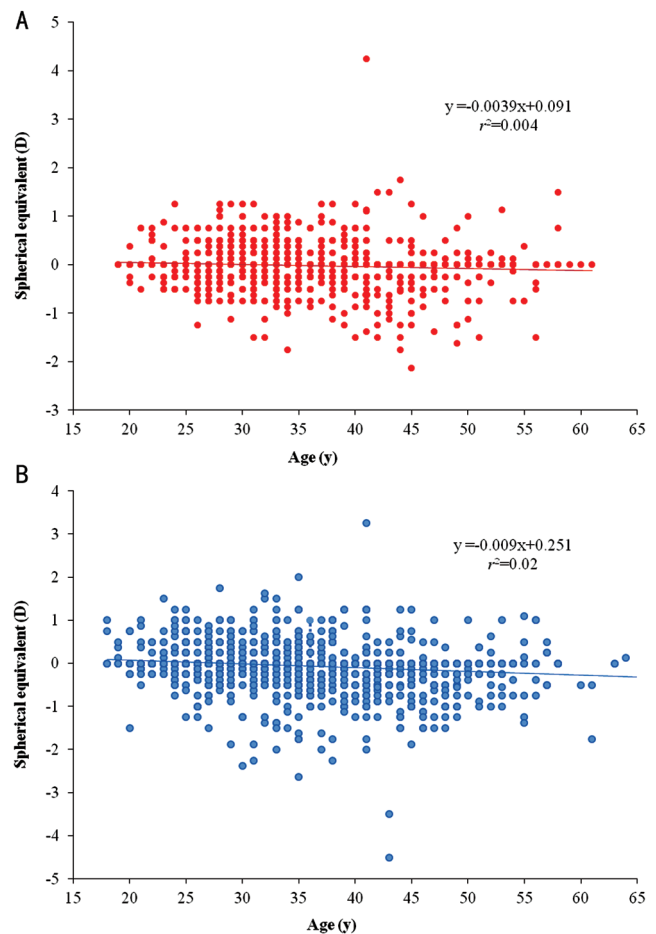 A
5
4
3
2
1
0
-1
-2
-3
Spherical equivalent (D)
y =-0.0039x+0.091
r²=0.004
15 20 25 30 35 40 45 50 55 60 65
Age (y)
B
4
3
2
1
0
-1
-2
-3
-4
-5
Spherical equivalent (D)
y =-0.009x+0.251
r²=0.02
15 20 25 30 35 40 45 50 55 60 65
Age (y)